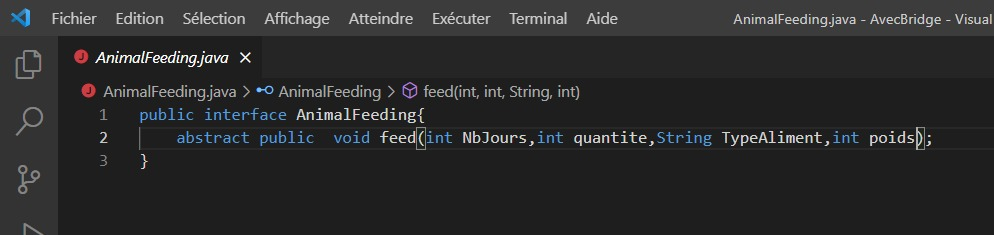 Fichier Edition Sélection Affichage Atteindre Exécuter Terminal Aide AnimalFeeding.java - AvecBridge - Visual
J AnimalFeeding.java ×
J AnimalFeeding.java > AnimalFeeding > feed(int, int, String, int)
1 public interface AnimalFeeding{
2 abstract public  void feed(int NbJours,int quantite,String TypeAliment,int poids);
3 }